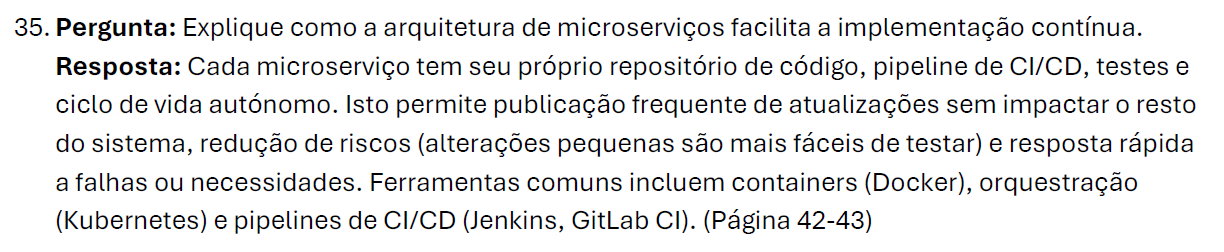 35. Pergunta: Explique como a arquitetura de microserviços facilita a implementação contínua.
Resposta: Cada microserviço tem seu próprio repositório de código, pipeline de CI/CD, testes e
ciclo de vida autónomo. Isto permite publicação frequente de atualizações sem impactar o resto
do sistema, redução de riscos (alterações pequenas são mais fáceis de testar) e resposta rápida
a falhas ou necessidades. Ferramentas comuns incluem containers (Docker), orquestração
(Kubernetes) e pipelines de CI/CD (Jenkins, GitLab CI). (Página 42-43)